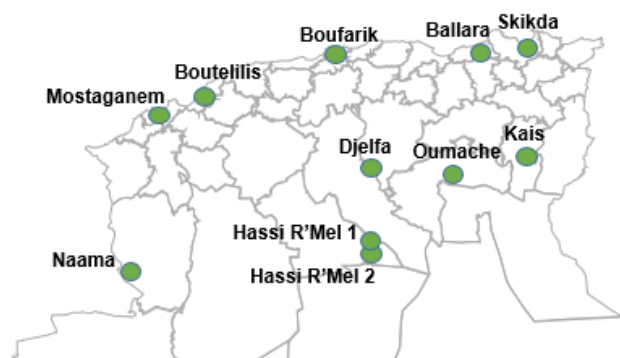 Skikda
Ballara
Boufarik
Boutelilis
Mostaganem
Kais
Djelfa
Oumache
Hassi R’Mel 1
Naama
Hassi R’Mel 2